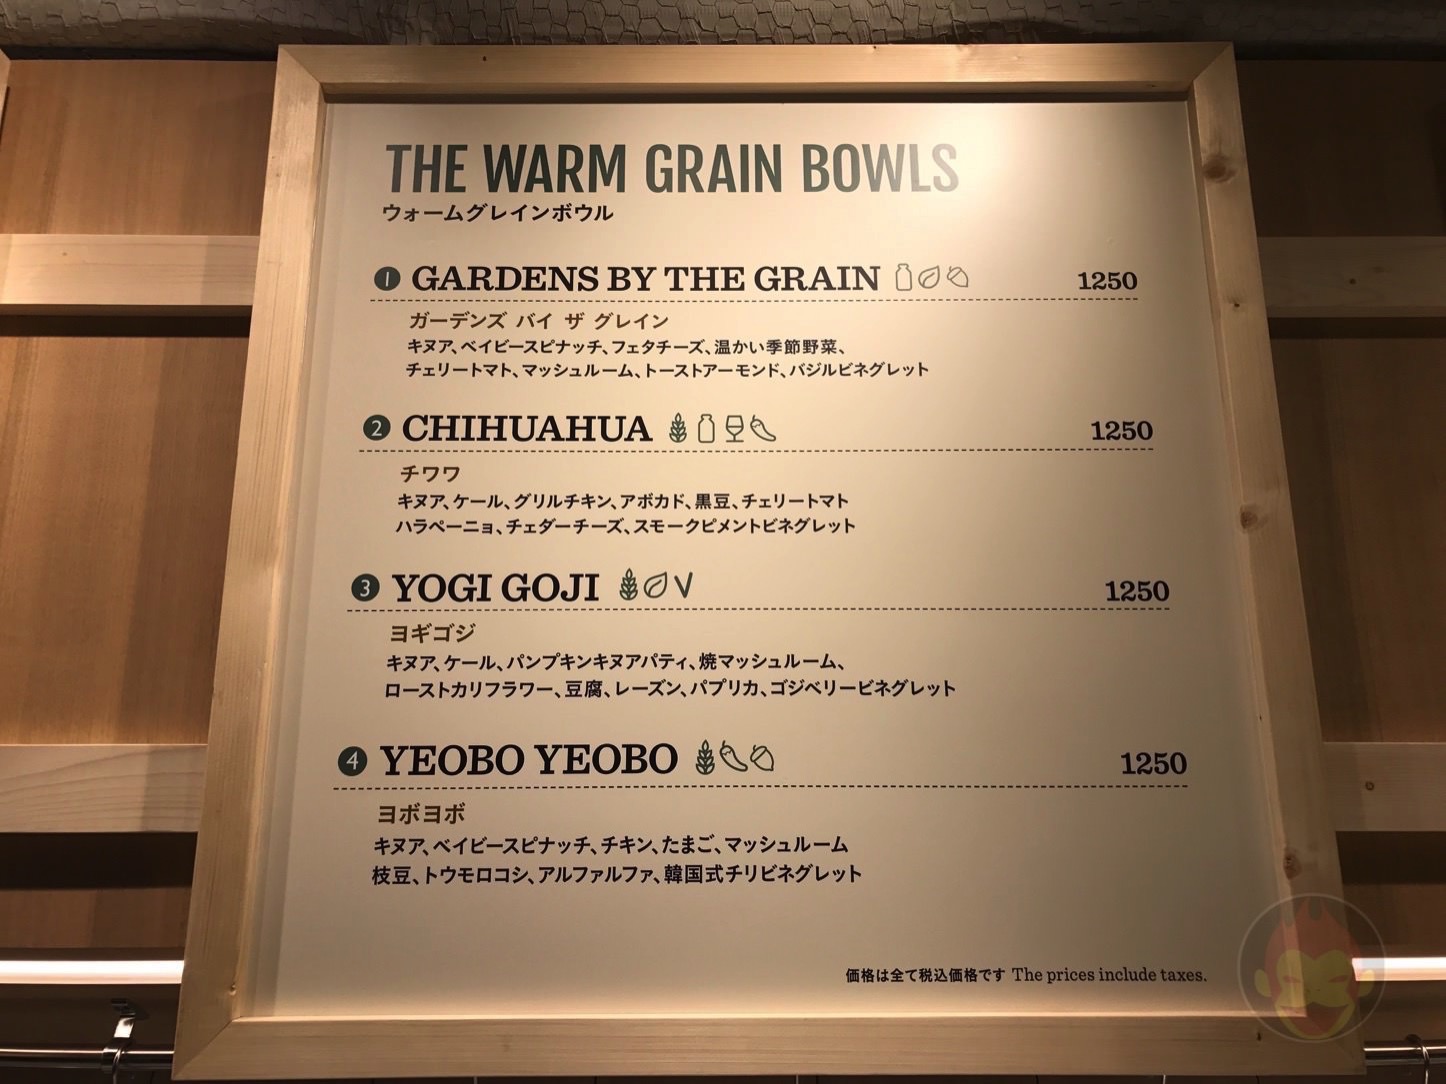 THE WARM GRAIN BOWLS
ウォームグレインボウル
1 GARDENS BY THE GRAIN 1250
ガーデンズ バイ ザ グレイン
キヌア、ベイビースピナッチ、フェタチーズ、温かい季節野菜、
チェリートマト、マッシュルーム、トーストアーモンド、バジルビネグレット
2 CHIHUAHUA 1250
チワワ
キヌア、ケール、グリルチキン、アボカド、黒豆、チェリートマト
ハラペーニョ、チェダーチーズ、スモークピメントビネグレット
3 YOGI GOJI V 1250
ヨギゴジ
キヌア、ケール、パンプキンキヌアパティ、焼マッシュルーム、
ローストカリフラワー、豆腐、レーズン、パプリカ、ゴジベリービネグレット
4 YEOBO YEOBO 1250
ヨボヨボ
キヌア、ベイビースピナッチ、チキン、たまご、マッシュルーム
枝豆、トウモロコシ、アルファルファ、韓国式チリビネグレット
価格は全て税込価格です The prices include taxes.